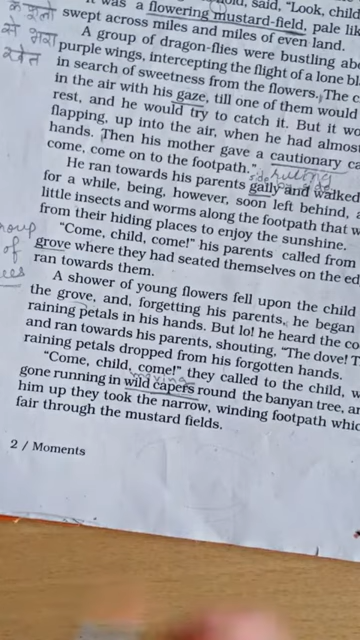 It was a flowering mustard-field, pale like
swept across miles and miles of even land.
A group of dragon-flies were bustling abo
purple wings, intercepting the flight of a lone bl
in search of sweetness from the flowers. The c
in the air with his gaze, till one of them would
rest, and he would try to catch it. But it wo
flapping, up into the air, when he had almos
hands. Then his mother gave a cautionary ca
come, come on to the footpath."
He ran towards his parents gaily and walked
for a while, being, however, soon left behind, a
little insects and worms along the footpath that w
from their hiding places to enjoy the sunshine.
"Come, child, come!" his parents called from
grove where they had seated themselves on the ed
ran towards them.
A shower of young flowers fell upon the child
the grove, and, forgetting his parents, he began
raining petals in his hands. But lo! he heard the co
and ran towards his parents, shouting, "The dove! T
raining petals dropped from his forgotten hands.
"Come, child, come!" they called to the child, w
moving
gone running in wild capers round the banyan tree, an
him up they took the narrow, winding footpath whic
fair through the mustard fields.
2 / Moments
से भरा
खेत
roup
of